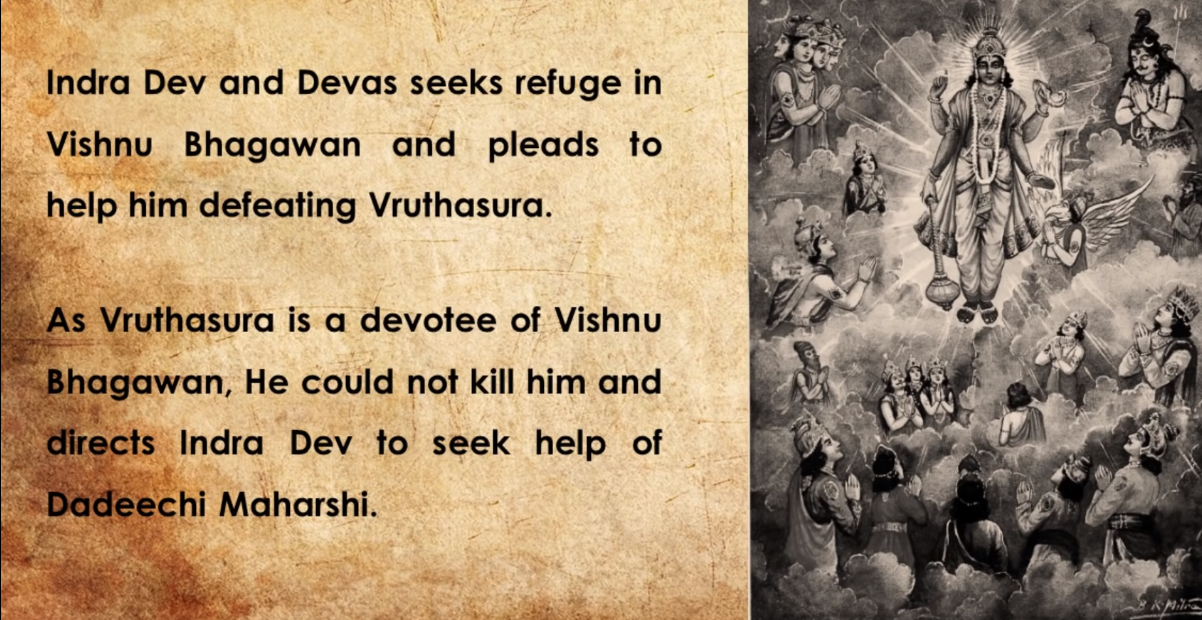 Indra Dev and Devas seeks refuge in
Vishnu Bhagawan and pleads to
help him defeating Vruthasura.
As Vruthasura is a devotee of Vishnu
Bhagawan, He could not kill him and
directs Indra Dev to seek help of
Dadeechi Maharshi.
B.K.Mitra